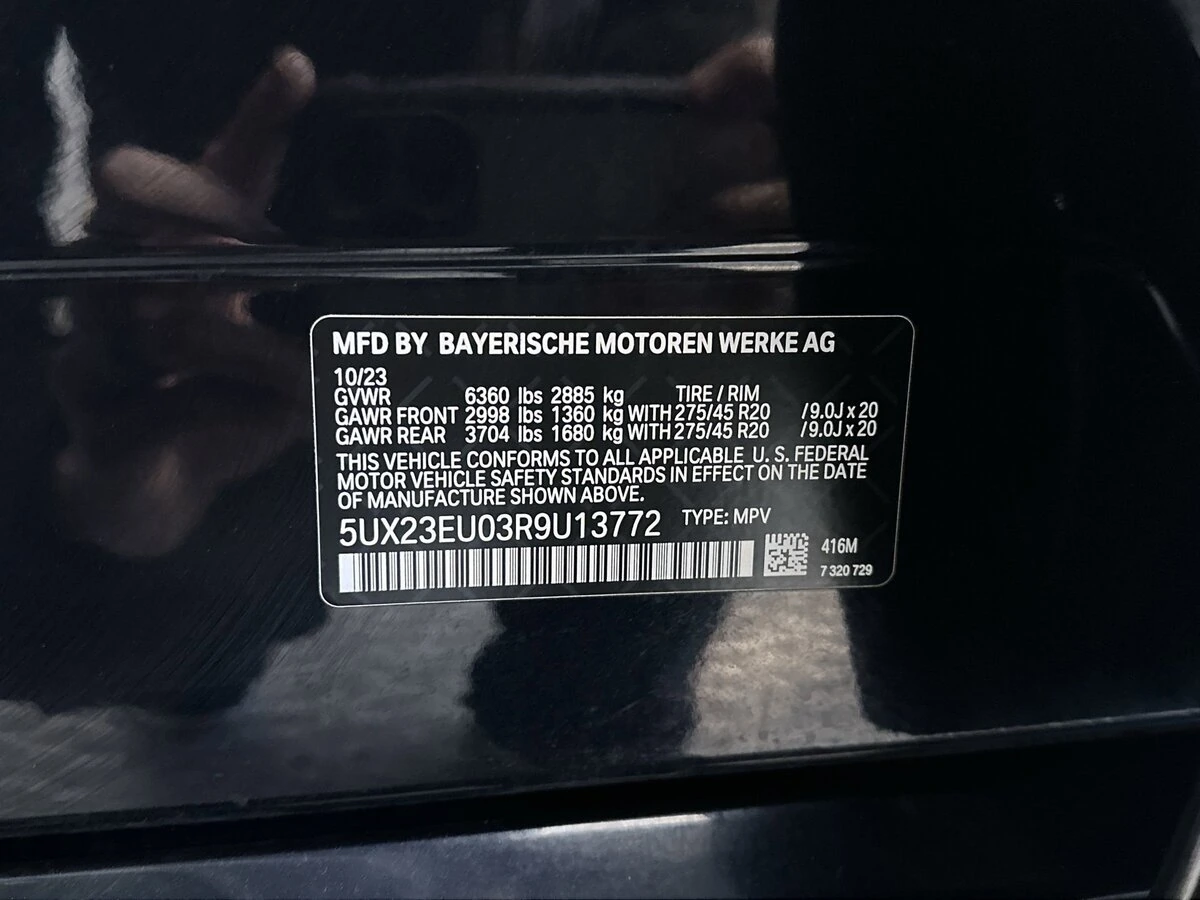 MFD BY BAYERISCHE MOTOREN WERKE AG
10/23
GVWR 6360 lbs 2885 kg TIRE / RIM
GAWR FRONT 2998 lbs 1360 kg WITH 275/45 R20 / 9.0J x 20
GAWR REAR 3704 lbs 1680 kg WITH 275/45 R20 / 9.0J x 20
THIS VEHICLE CONFORMS TO ALL APPLICABLE U. S. FEDERAL
MOTOR VEHICLE SAFETY STANDARDS IN EFFECT ON THE DATE
OF MANUFACTURE SHOWN ABOVE.
5UX23EU03R9U13772 TYPE: MPV
416M
7 320 729